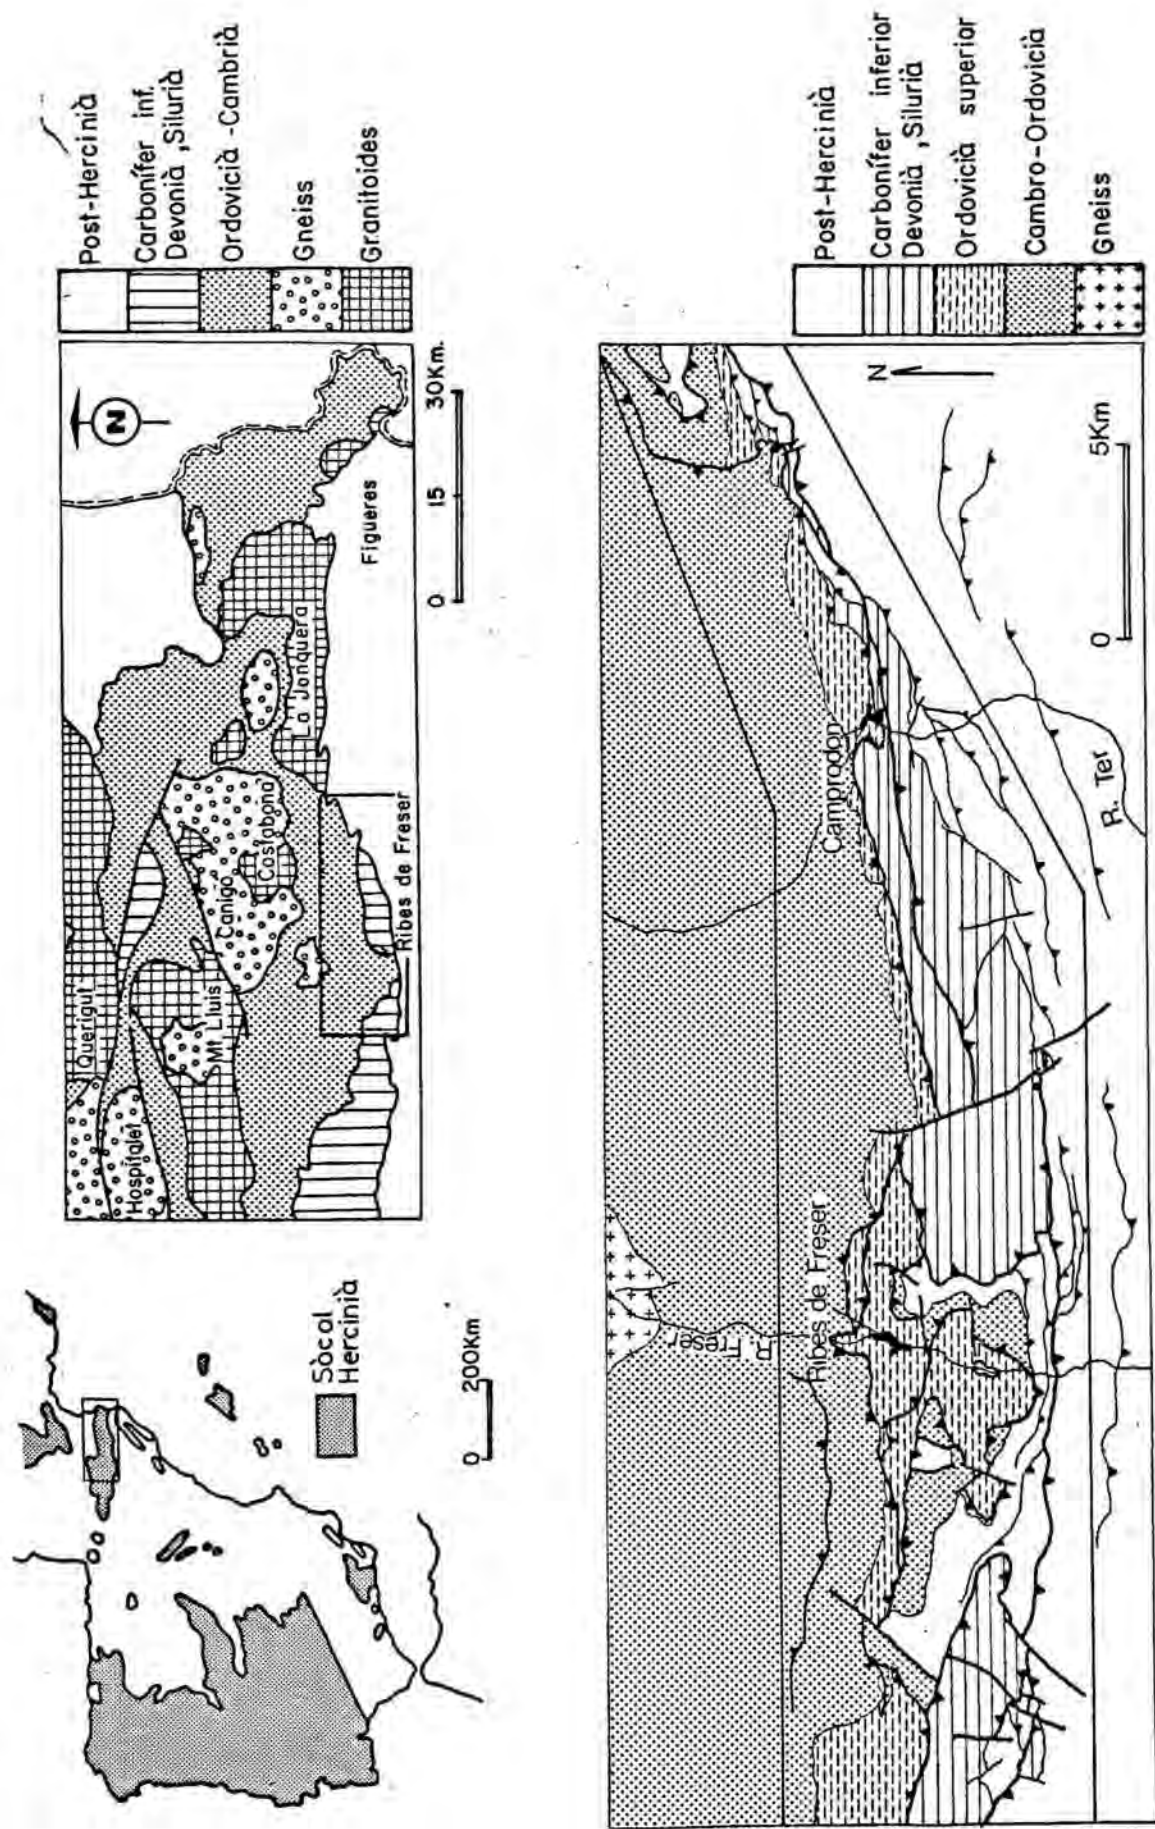 Sòcal
Hercinià
0
200Km
N
Querigut
Hospitalet
Mt. Lluis
Canigo
Costabona
La Jonquera
Figueres
Ribes de Freser
0
15
30Km.
Post-Hercinià
Carbonífer inf.
Devonià, Silurià
Ordovicià-Cambrià
Gneiss
Granitoides
R. Freser
Ribes de Freser
Camprodon
R. Ter
N
0
5Km
Post-Hercinià
Carbonífer inferior
Devonià, Silurià
Ordovicià superior
Cambro-Ordovicià
Gneiss